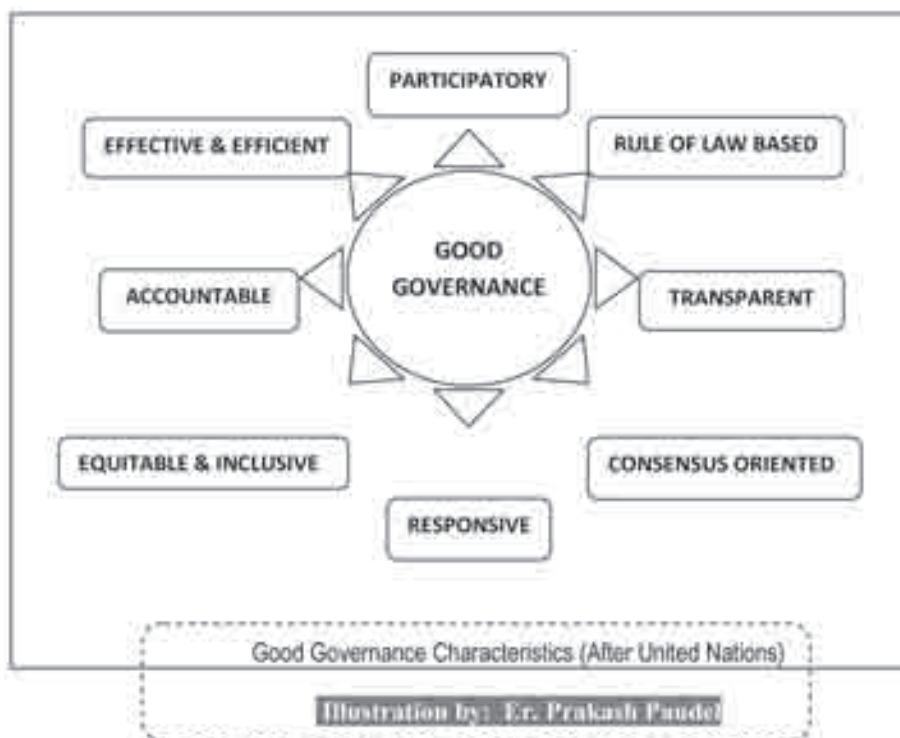 PARTICIPATORY
EFFECTIVE & EFFICIENT
RULE OF LAW BASED
GOOD
GOVERNANCE
ACCOUNTABLE
TRANSPARENT
EQUITABLE & INCLUSIVE
CONSENSUS ORIENTED
RESPONSIVE
Good Governance Characteristics (After United Nations)
Illustration by: Er. Prakash Paudel